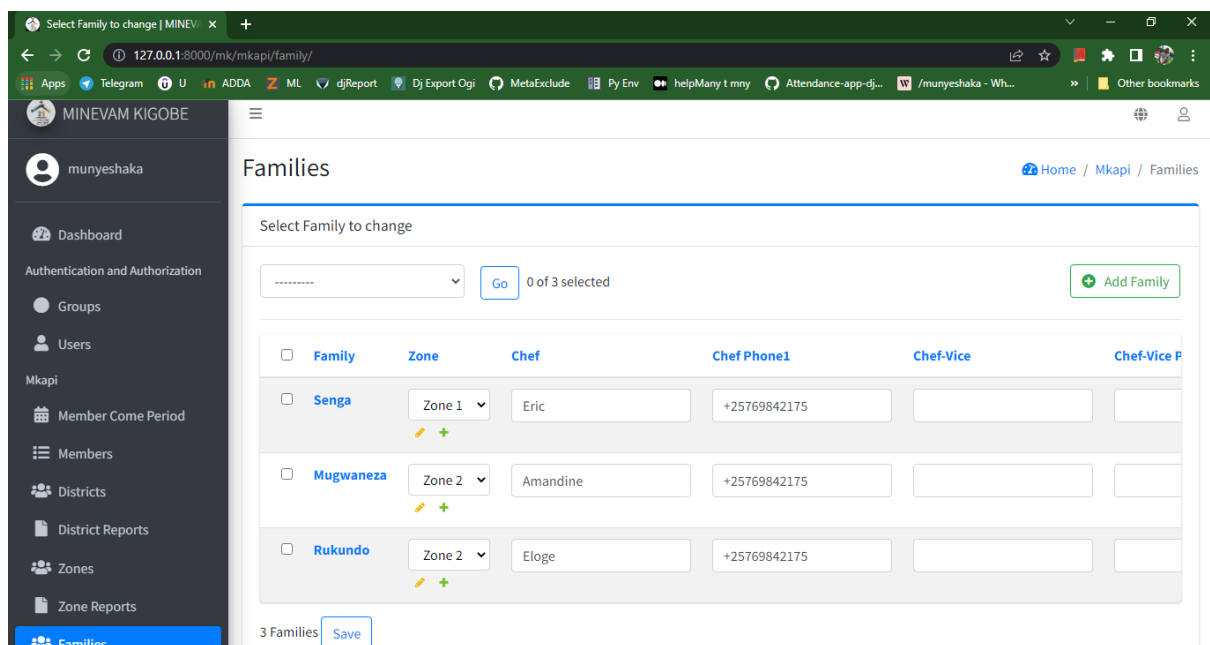 Select Family to change | MINEVA
127.0.0.1:8000/mk/mkapi/family/
Apps Telegram U ADDA ML djReport Dj Export Ogi MetaExclude Py Env helpMany t mny Attendance-app-dj... /munyeshaka - Wh... » Other bookmarks
MINEVAM KIGOBE
munyeshaka
Dashboard
Authentication and Authorization
Groups
Users
Mkapi
Member Come Period
Members
Districts
District Reports
Zones
Zone Reports
Families
Families
Home / Mkapi / Families
Select Family to change
--------- Go 0 of 3 selected Add Family
Family Zone Chef Chef Phone1 Chef-Vice Chef-Vice P
Senga Zone 1 Eric +25769842175
Mugwaneza Zone 2 Amandine +25769842175
Rukundo Zone 2 Eloge +25769842175
3 Families Save